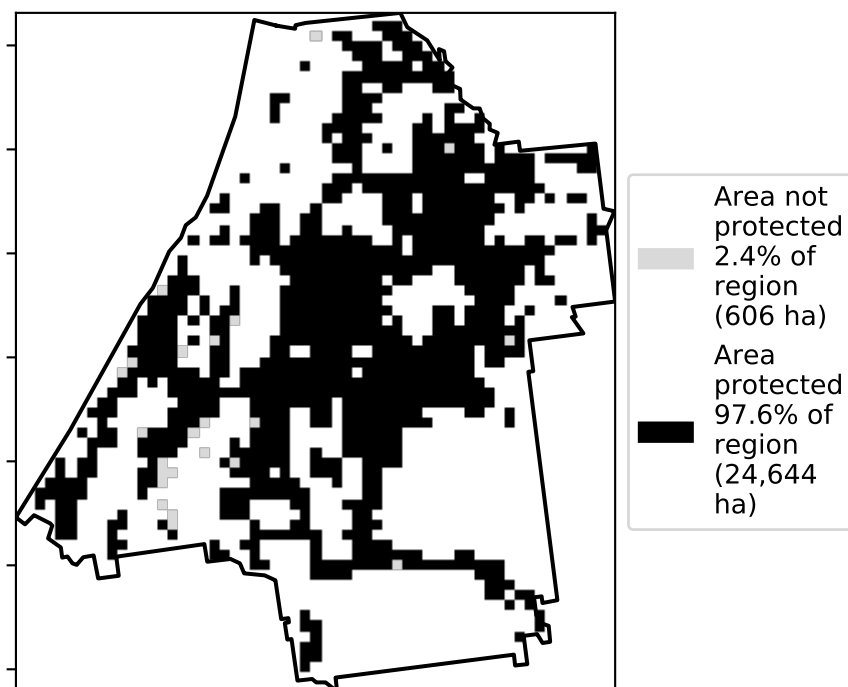 Area not
protected
2.4% of
region
(606 ha)
Area
protected
97.6% of
region
(24,644
ha)